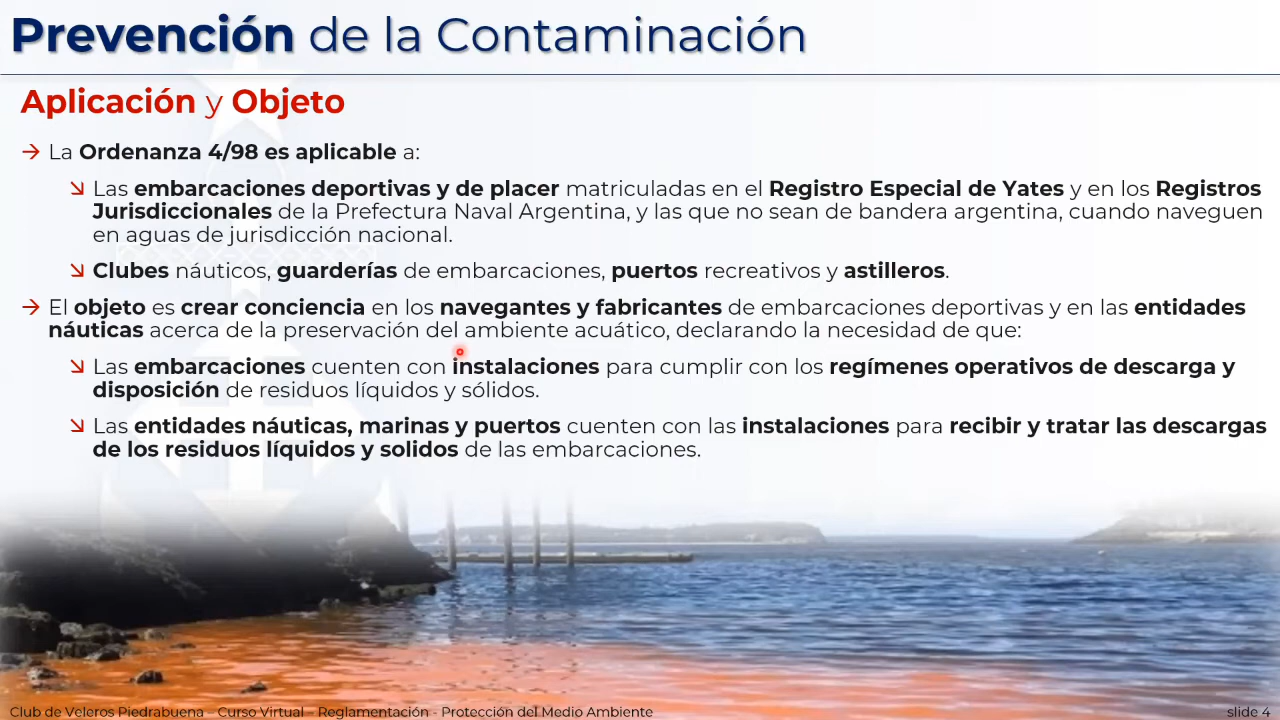 Prevención de la Contaminación
Aplicación y Objeto
→ La Ordenanza 4/98 es aplicable a:
↘ Las embarcaciones deportivas y de placer matriculadas en el Registro Especial de Yates y en los Registros
Jurisdiccionales de la Prefectura Naval Argentina, y las que no sean de bandera argentina, cuando naveguen
en aguas de jurisdicción nacional.
↘ Clubes náuticos, guarderías de embarcaciones, puertos recreativos y astilleros.
→ El objeto es crear conciencia en los navegantes y fabricantes de embarcaciones deportivas y en las entidades
náuticas acerca de la preservación del ambiente acuático, declarando la necesidad de que:
↘ Las embarcaciones cuenten con instalaciones para cumplir con los regímenes operativos de descarga y
disposición de residuos líquidos y sólidos.
↘ Las entidades náuticas, marinas y puertos cuenten con las instalaciones para recibir y tratar las descargas
de los residuos líquidos y solidos de las embarcaciones.
Club de Veleros Piedrabuena – Curso Virtual – Reglamentación - Protección del Medio Ambiente
slide 4